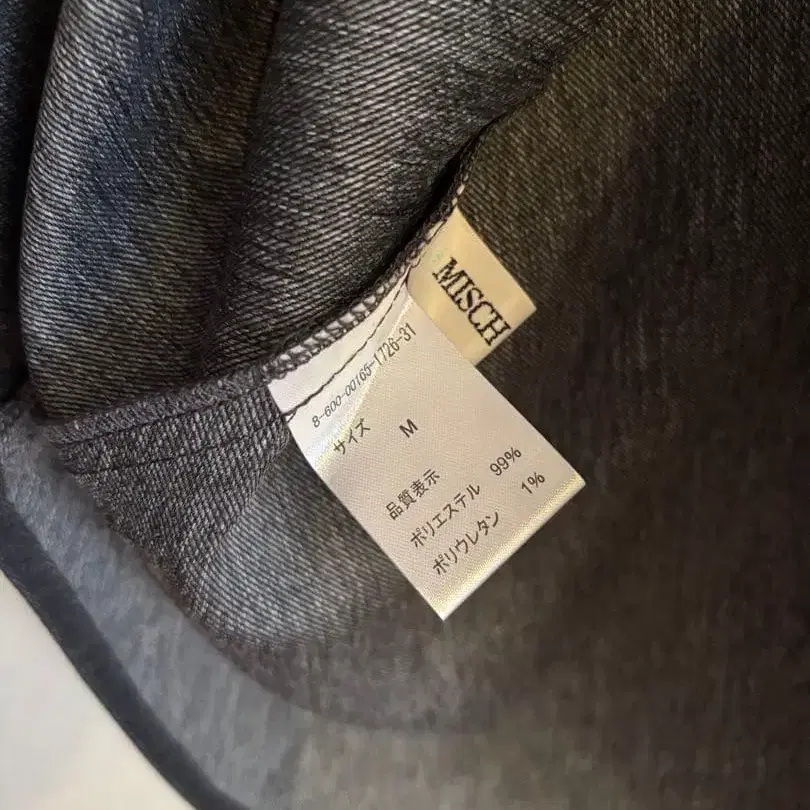 MISCH
8-600-00165-1726-31
サイズ M
品質表示
ポリエステル 99%
ポリウレタン 1%